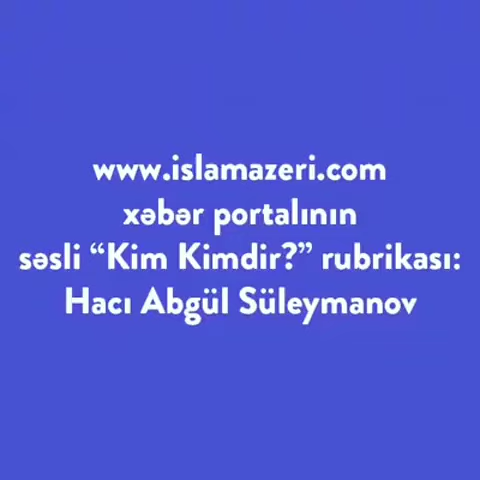 www.islamazeri.com
xəbər portalının
səsli “Kim Kimdir?” rubrikası:
Hacı Abgül Süleymanov